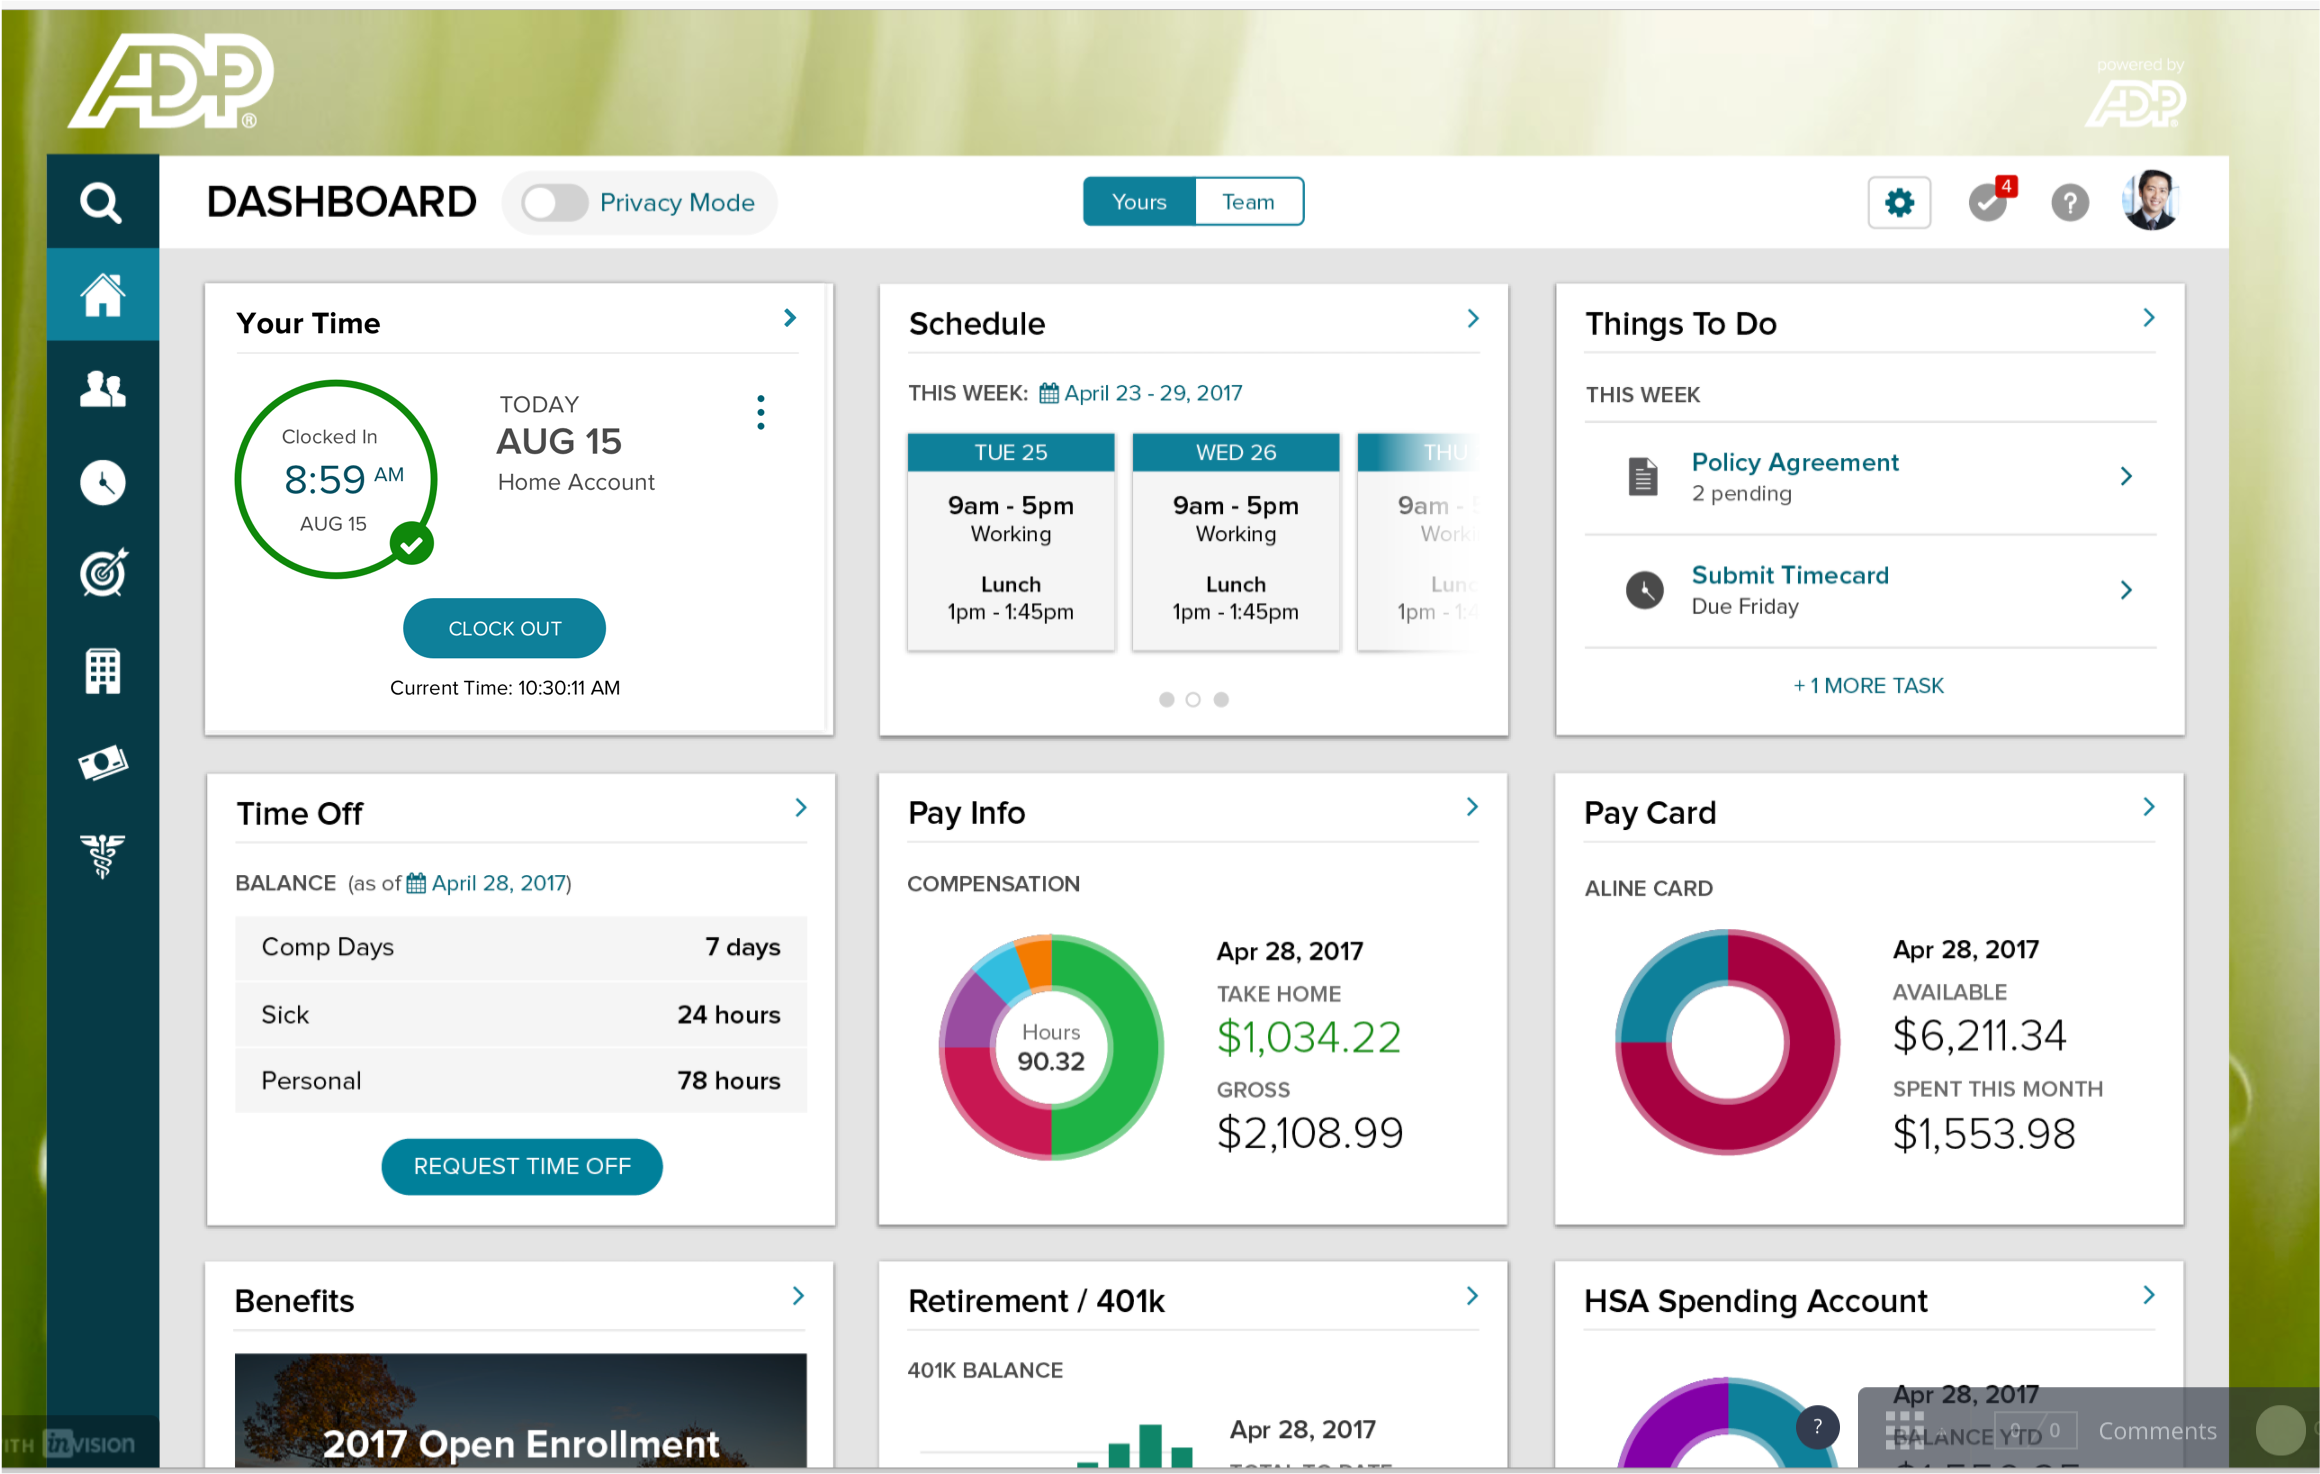 ADP®
powered by
ADP
DASHBOARD
Privacy Mode
Yours
Team
4
?
Your Time
Clocked In
8:59 AM
AUG 15
TODAY
AUG 15
Home Account
CLOCK OUT
Current Time: 10:30:11 AM
Schedule
THIS WEEK: April 23 - 29, 2017
TUE 25
9am - 5pm
Working
Lunch
1pm - 1:45pm
WED 26
9am - 5pm
Working
Lunch
1pm - 1:45pm
THU
9am -
Things To Do
THIS WEEK
Policy Agreement
2 pending
Submit Timecard
Due Friday
+ 1 MORE TASK
Time Off
BALANCE (as of April 28, 2017)
Comp Days 7 days
Sick 24 hours
Personal 78 hours
REQUEST TIME OFF
Pay Info
COMPENSATION
Hours
90.32
Apr 28, 2017
TAKE HOME
$1,034.22
GROSS
$2,108.99
Pay Card
ALINE CARD
Apr 28, 2017
AVAILABLE
$6,211.34
SPENT THIS MONTH
$1,553.98
Benefits
2017 Open Enrollment
Retirement / 401k
401K BALANCE
Apr 28, 2017
TOTAL TO DATE
HSA Spending Account
Apr 28, 2017
BALANCE YTD
?
0 / 0
Comments
ITH invision